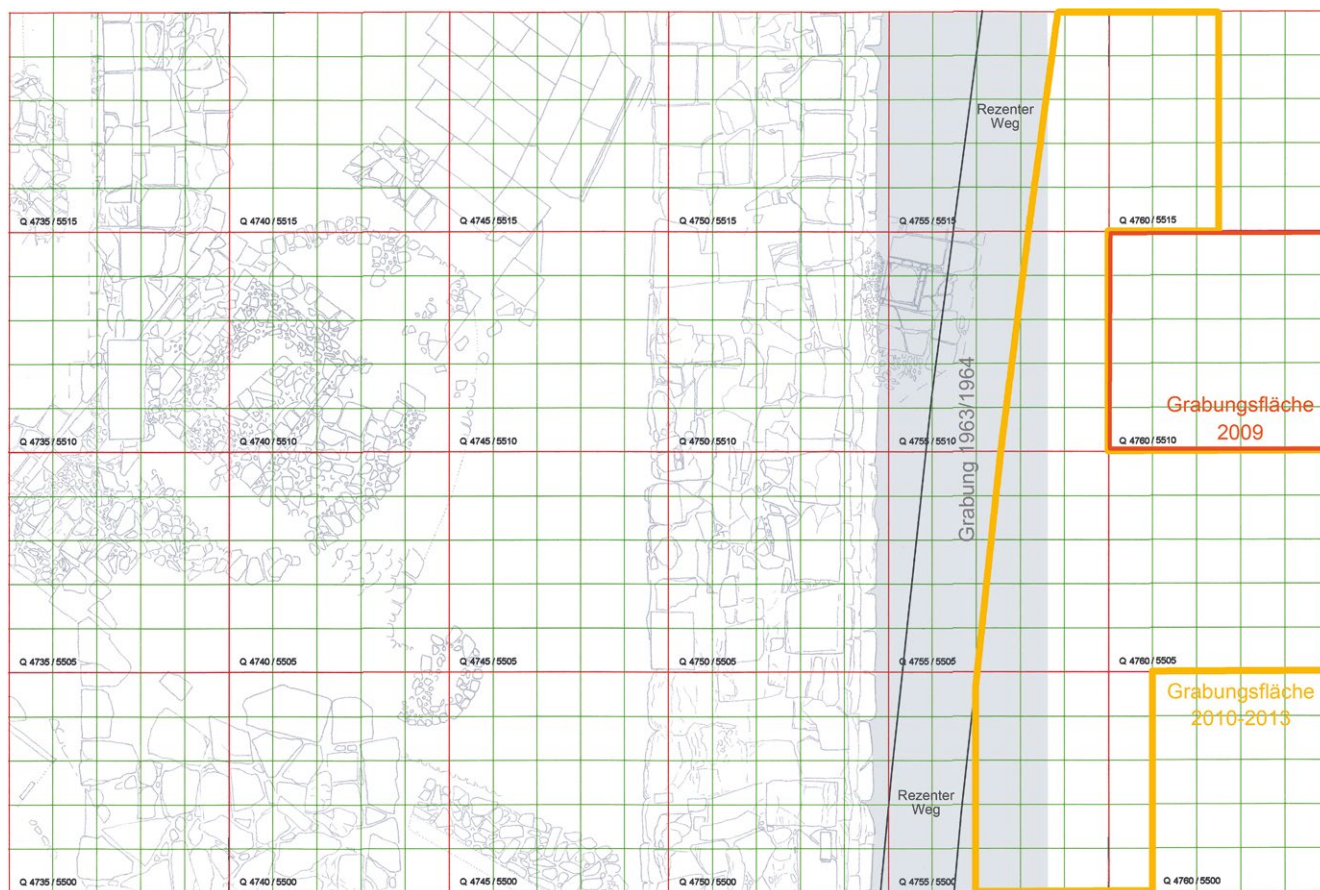 Rezenter
Weg
Q 4735 / 5515
Q 4740 / 5515
Q 4745 / 5515
Q 4750 / 5515
Q 4755 / 5515
Q 4760 / 5515
Grabung 1963/1964
Grabungsfläche
2009
Q 4735 / 5510
Q 4740 / 5510
Q 4745 / 5510
Q 4750 / 5510
Q 4755 / 5510
Q 4760 / 5510
Q 4735 / 5505
Q 4740 / 5505
Q 4745 / 5505
Q 4750 / 5505
Q 4755 / 5505
Q 4760 / 5505
Grabungsfläche
2010-2013
Rezenter
Weg
Q 4735 / 5500
Q 4740 / 5500
Q 4745 / 5500
Q 4750 / 5500
Q 4755 / 5500
Q 4760 / 5500